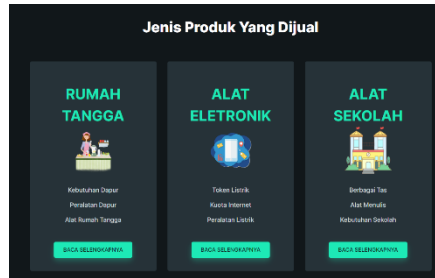 Jenis Produk Yang Dijual
RUMAH
TANGGA
Kebutuhan Dapur
Peralatan Dapur
Alat Rumah Tangga
BACA SELENGKAPNYA
ALAT
ELETRONIK
Token Listrik
Kuota Internet
Peralatan Listrik
BACA SELENGKAPNYA
ALAT
SEKOLAH
Berbagai Tas
Alat Menulis
Kebutuhan Sekolah
BACA SELENGKAPNYA